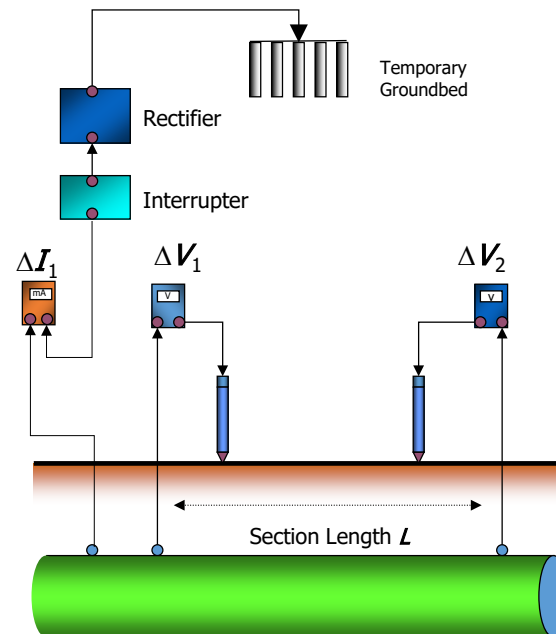 Temporary
Groundbed
Rectifier
Interrupter
ΔI₁
ΔV₁
ΔV₂
mA
V
V
Section Length L